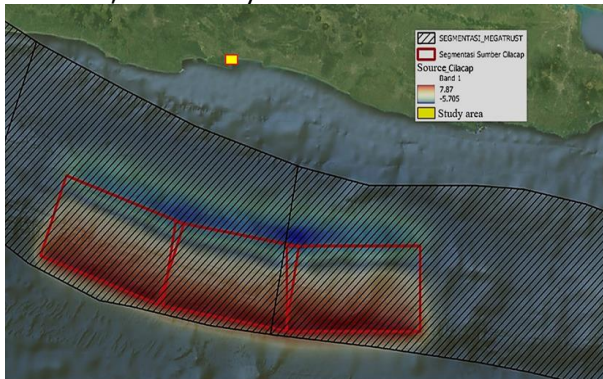 SEGMENTASI_MEGATRUST
Segmentasi Sumber Cilacap
Source_Cilacap
Band 1
7.87
-5.705
Study area